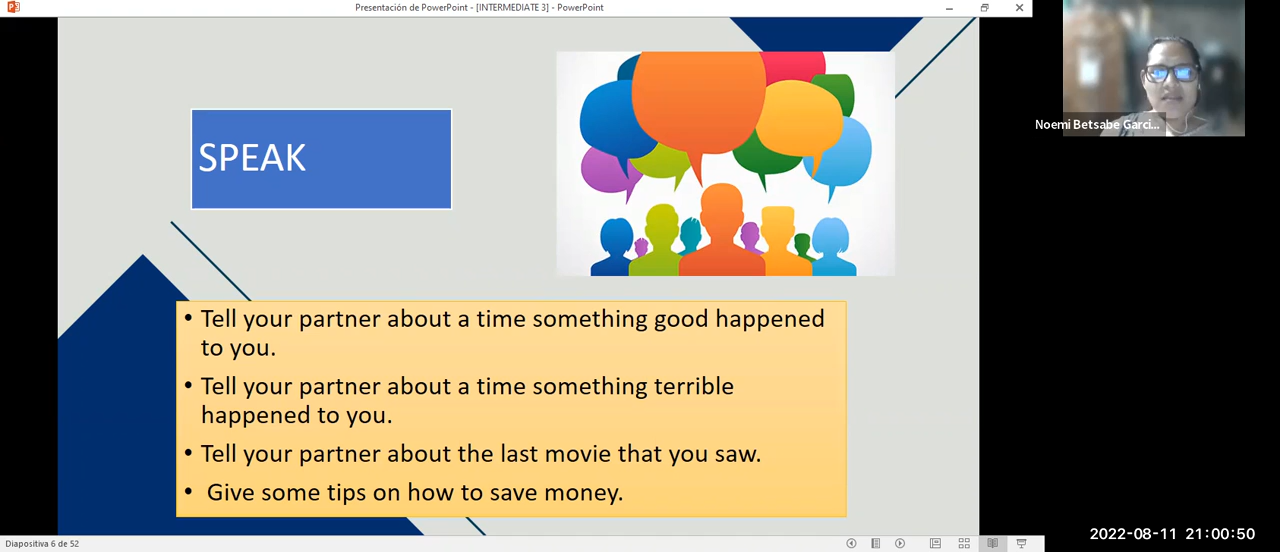 Presentación de PowerPoint - [INTERMEDIATE 3] - PowerPoint
Noemi Betsabe Garci...
SPEAK
• Tell your partner about a time something good happened
to you.
• Tell your partner about a time something terrible
happened to you.
• Tell your partner about the last movie that you saw.
• Give some tips on how to save money.
Diapositiva 6 de 52
2022-08-11 21:00:50